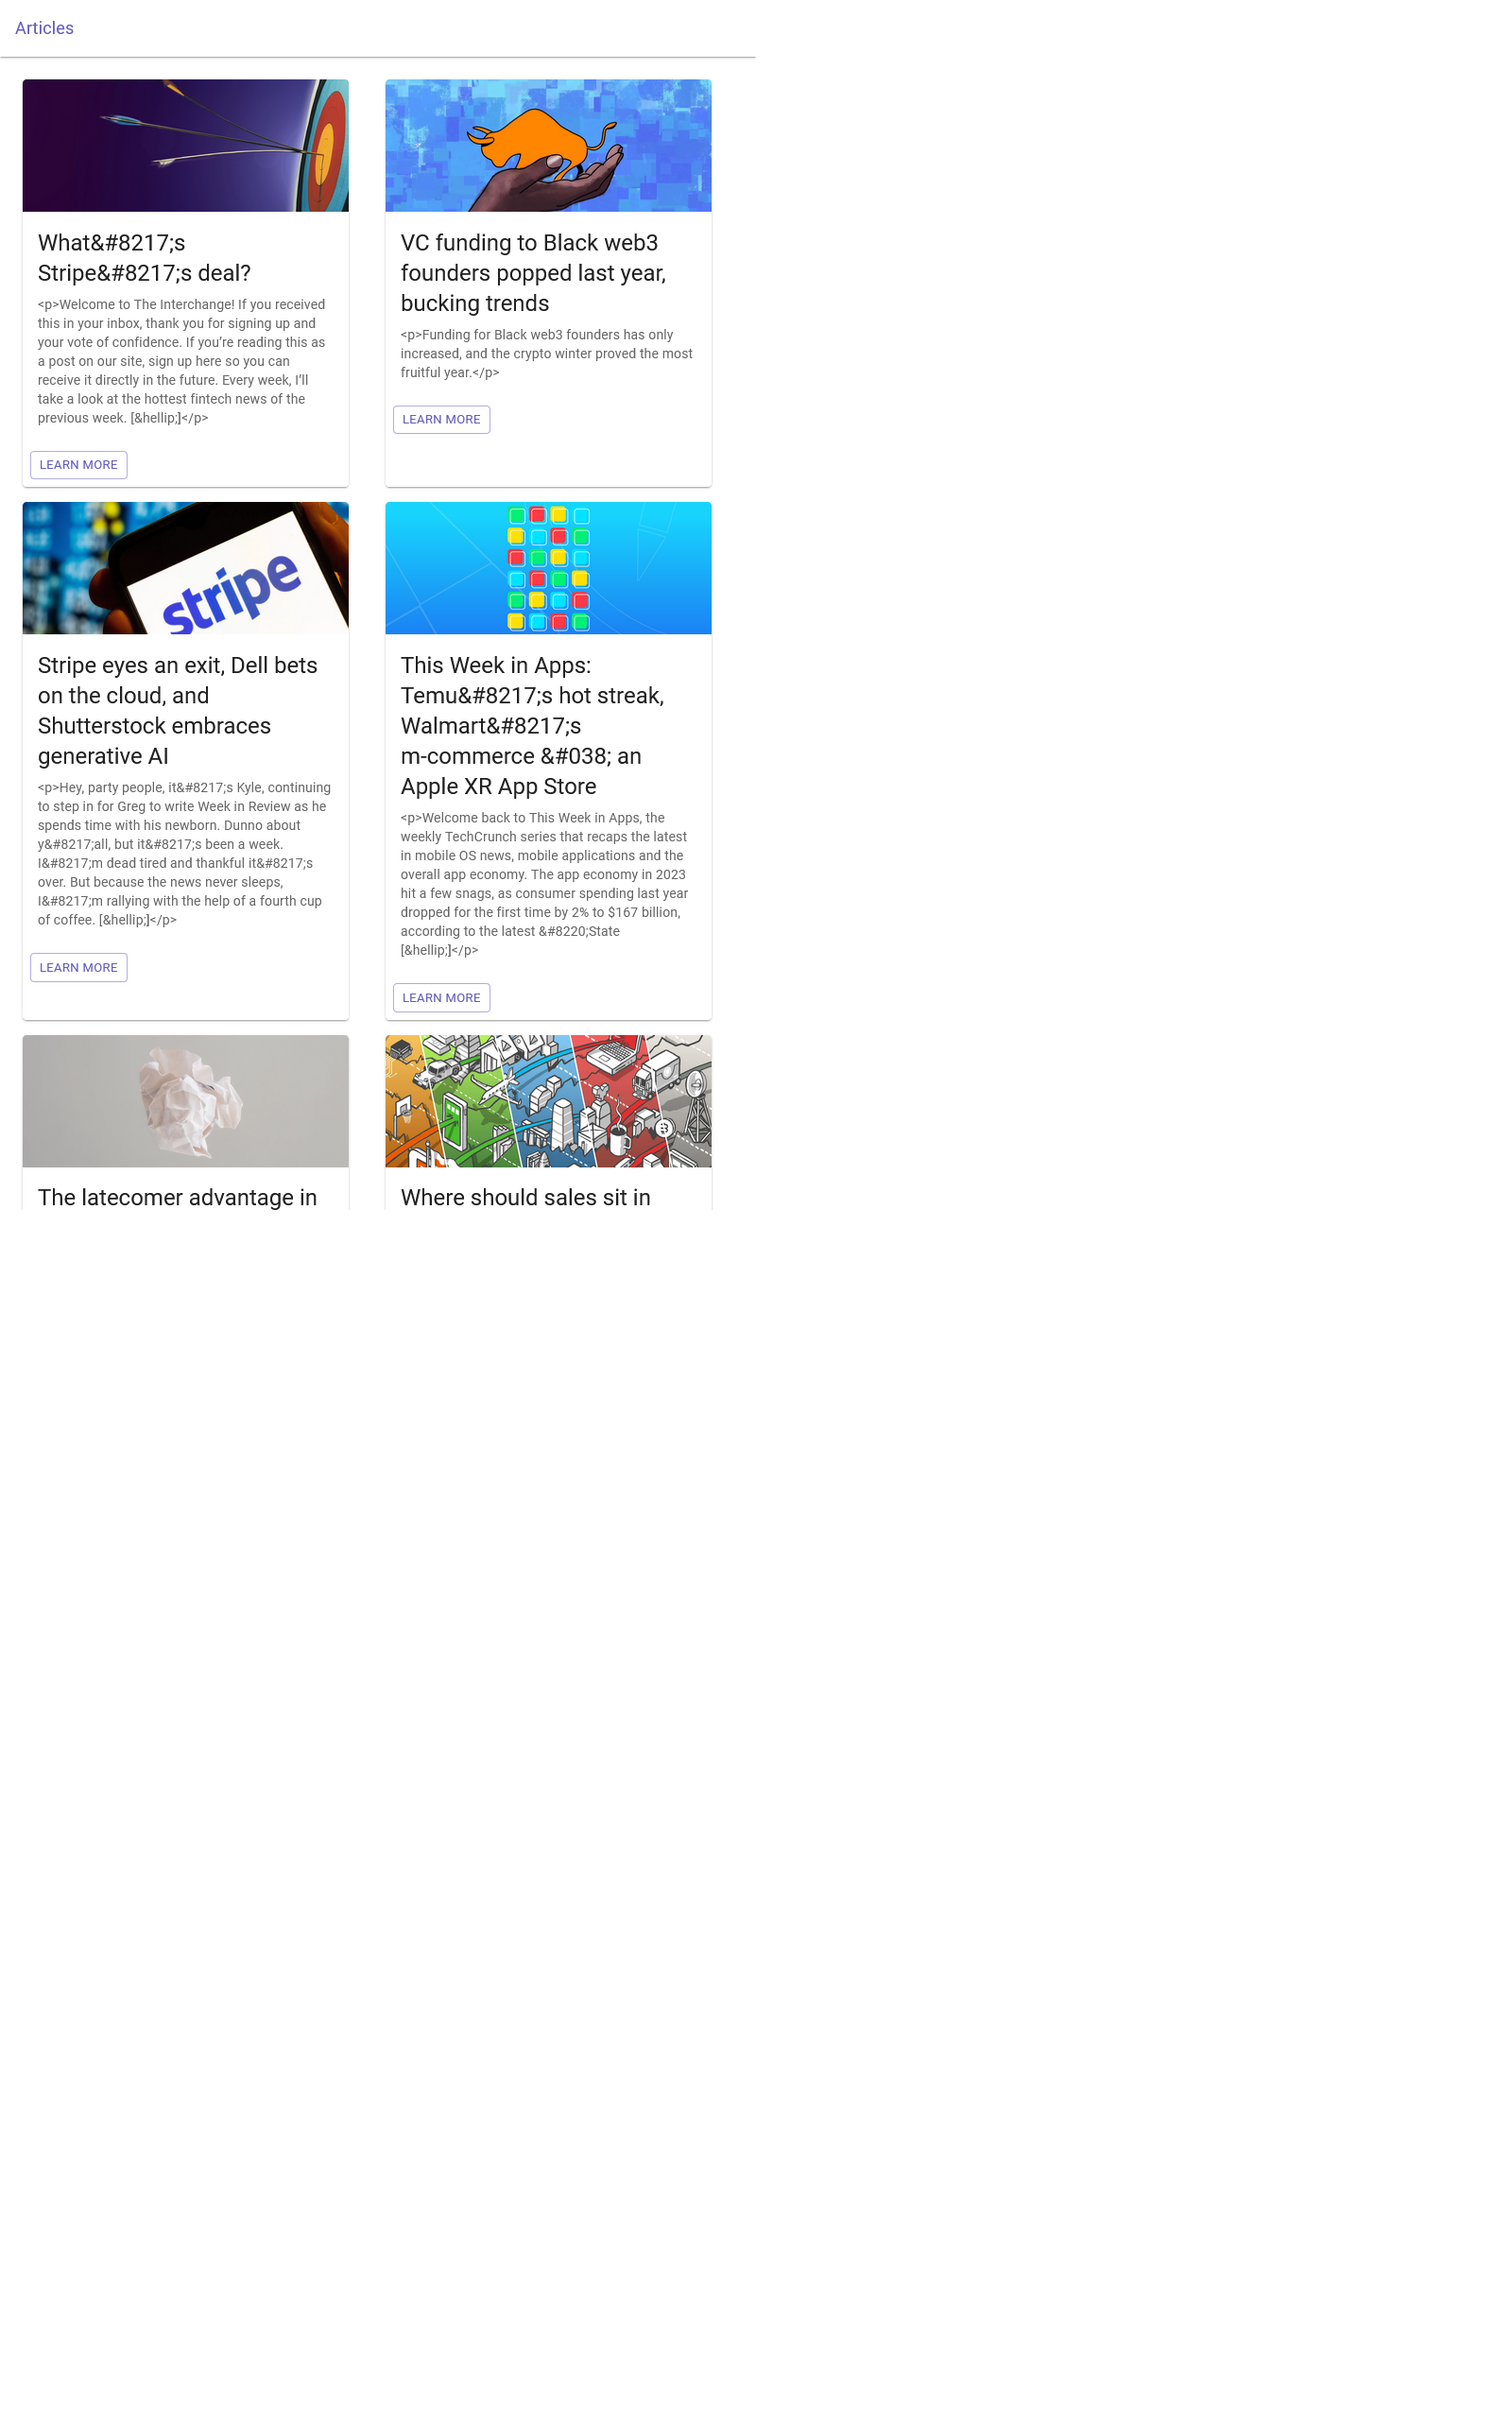 Articles
What&#8217;s
Stripe&#8217;s deal?
<p>Welcome to The Interchange! If you received
this in your inbox, thank you for signing up and
your vote of confidence. If you’re reading this as
a post on our site, sign up here so you can
receive it directly in the future. Every week, I’ll
take a look at the hottest fintech news of the
previous week. [&hellip;]</p>
LEARN MORE
VC funding to Black web3
founders popped last year,
bucking trends
<p>Funding for Black web3 founders has only
increased, and the crypto winter proved the most
fruitful year.</p>
LEARN MORE
stripe
Stripe eyes an exit, Dell bets
on the cloud, and
Shutterstock embraces
generative AI
<p>Hey, party people, it&#8217;s Kyle, continuing
to step in for Greg to write Week in Review as he
spends time with his newborn. Dunno about
y&#8217;all, but it&#8217;s been a week.
I&#8217;m dead tired and thankful it&#8217;s
over. But because the news never sleeps,
I&#8217;m rallying with the help of a fourth cup
of coffee. [&hellip;]</p>
LEARN MORE
This Week in Apps:
Temu&#8217;s hot streak,
Walmart&#8217;s
m-commerce &#038; an
Apple XR App Store
<p>Welcome back to This Week in Apps, the
weekly TechCrunch series that recaps the latest
in mobile OS news, mobile applications and the
overall app economy. The app economy in 2023
hit a few snags, as consumer spending last year
dropped for the first time by 2% to $167 billion,
according to the latest &#8220;State
[&hellip;]</p>
LEARN MORE
The latecomer advantage in
Where should sales sit in